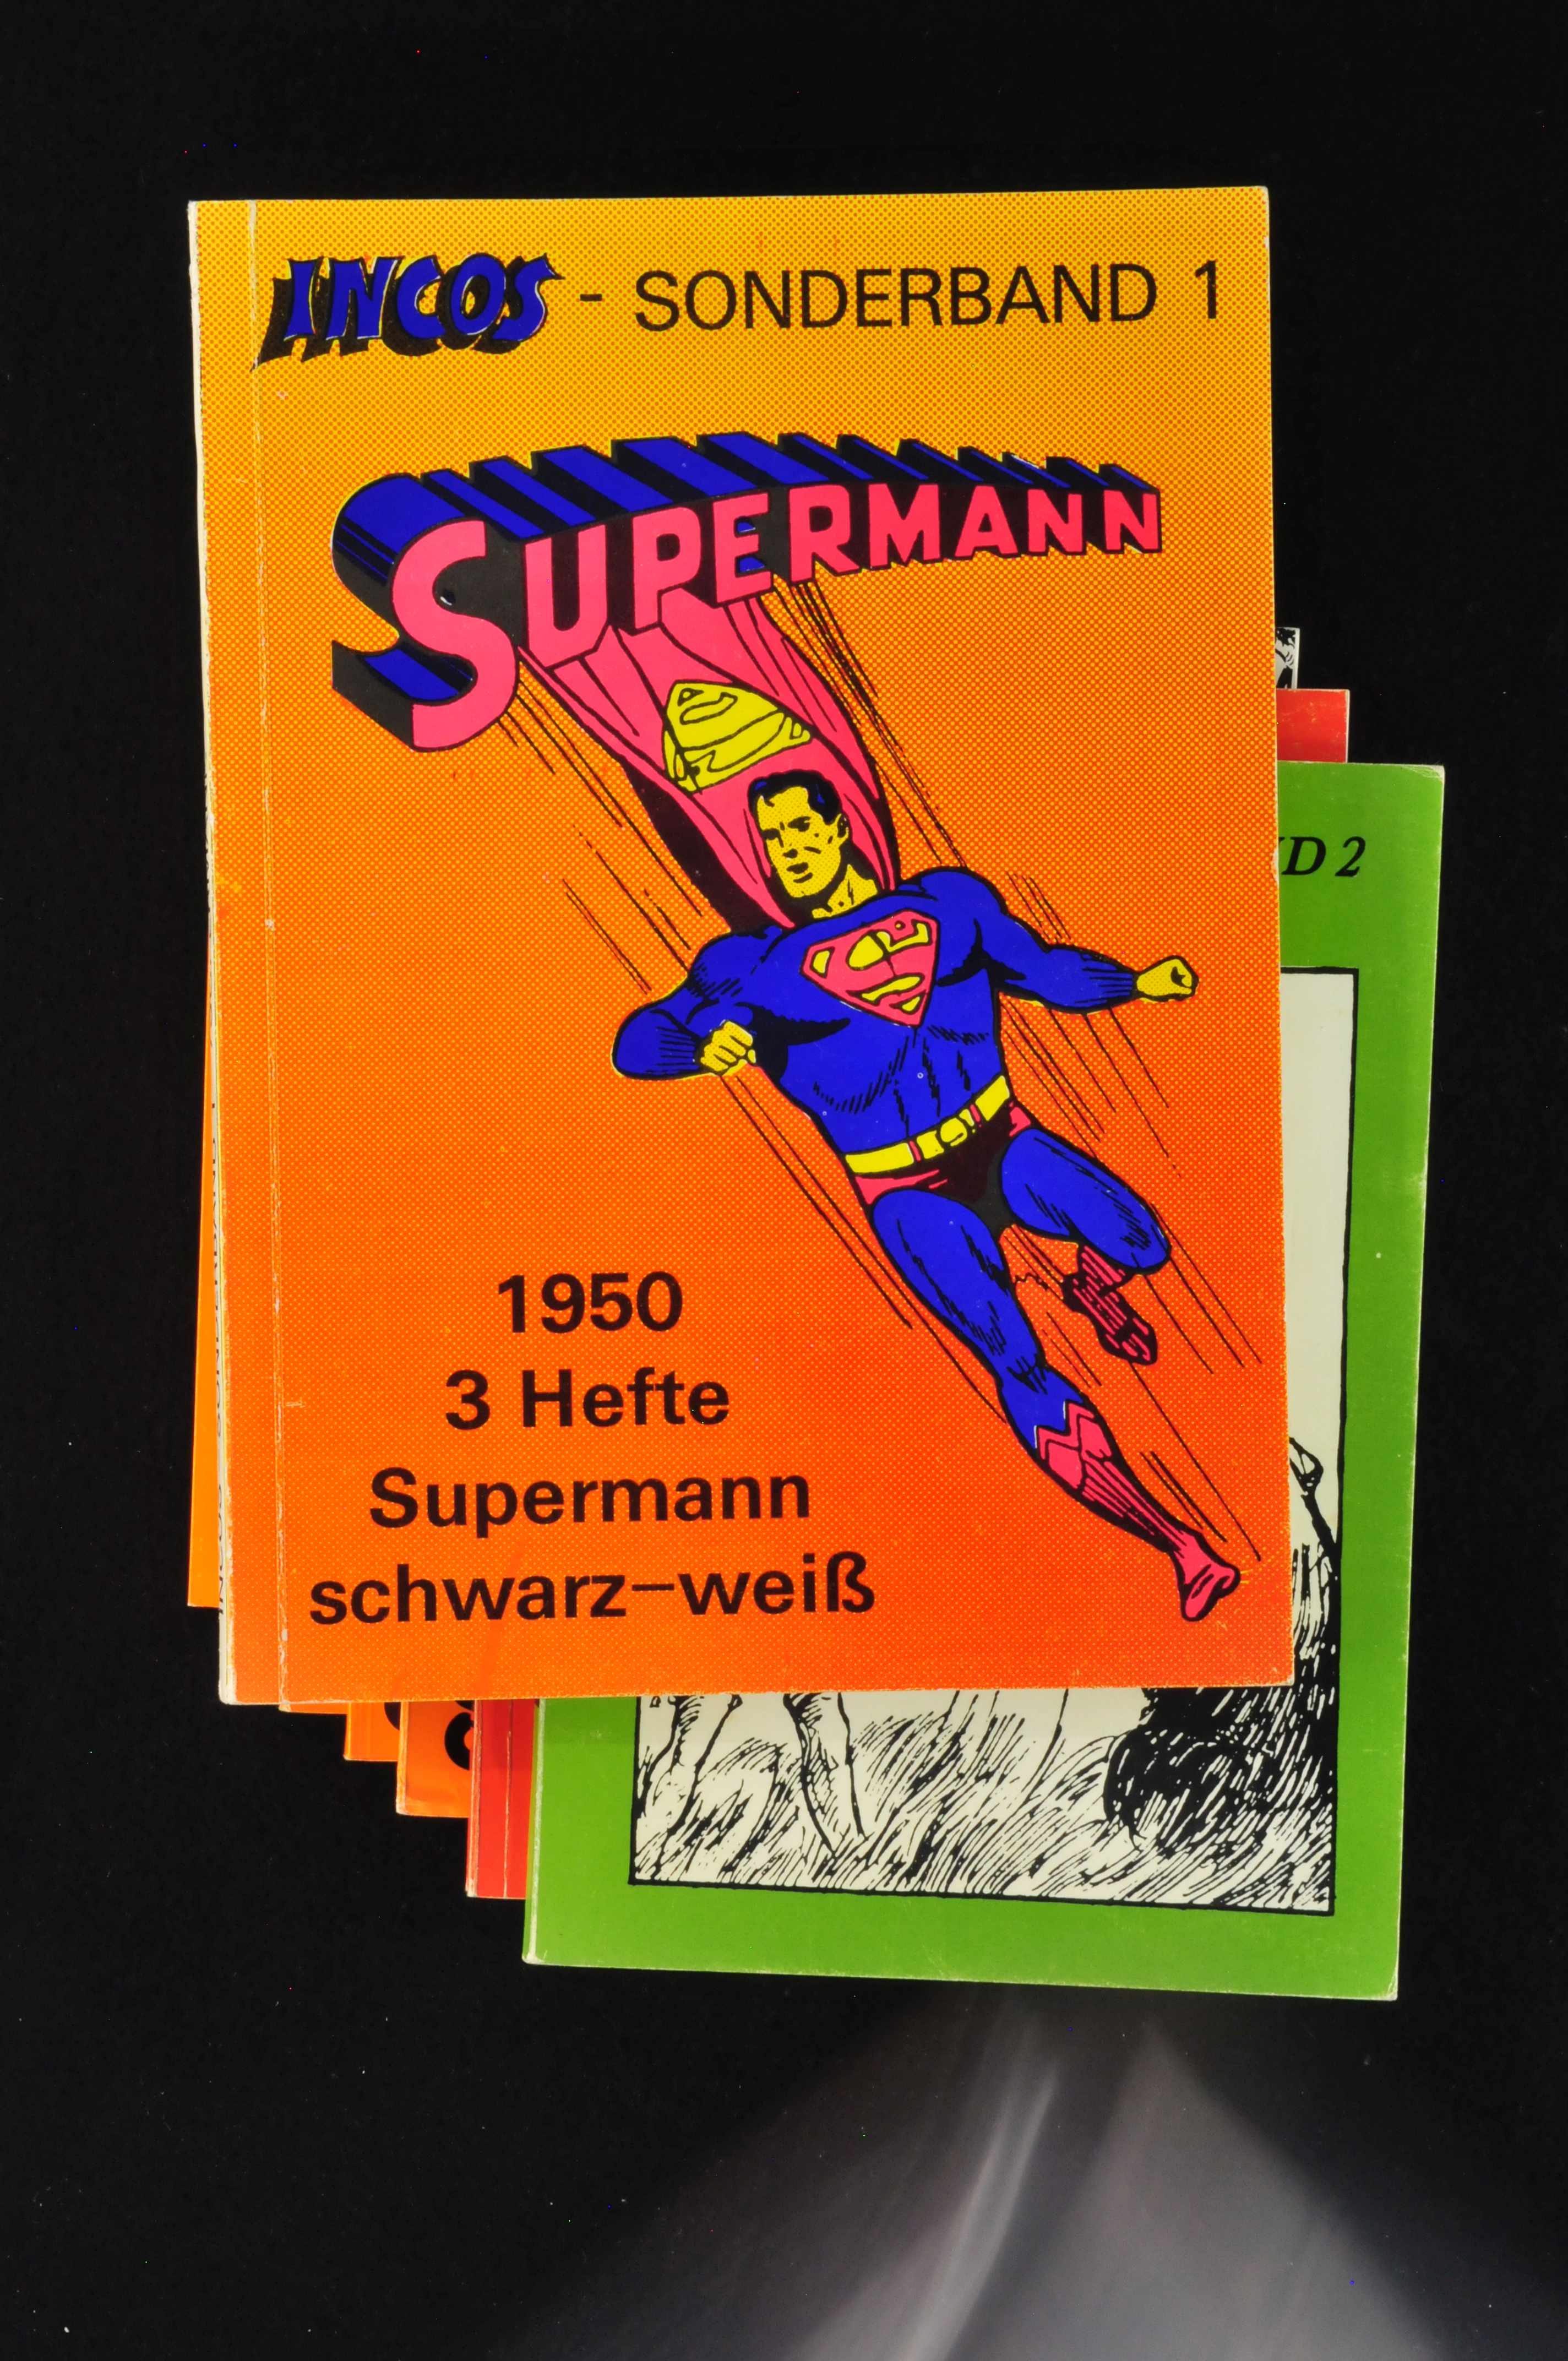 INCOS - SONDERBAND 1
SUPERMANN
D 2
1950
3 Hefte
Supermann
schwarz-weiß